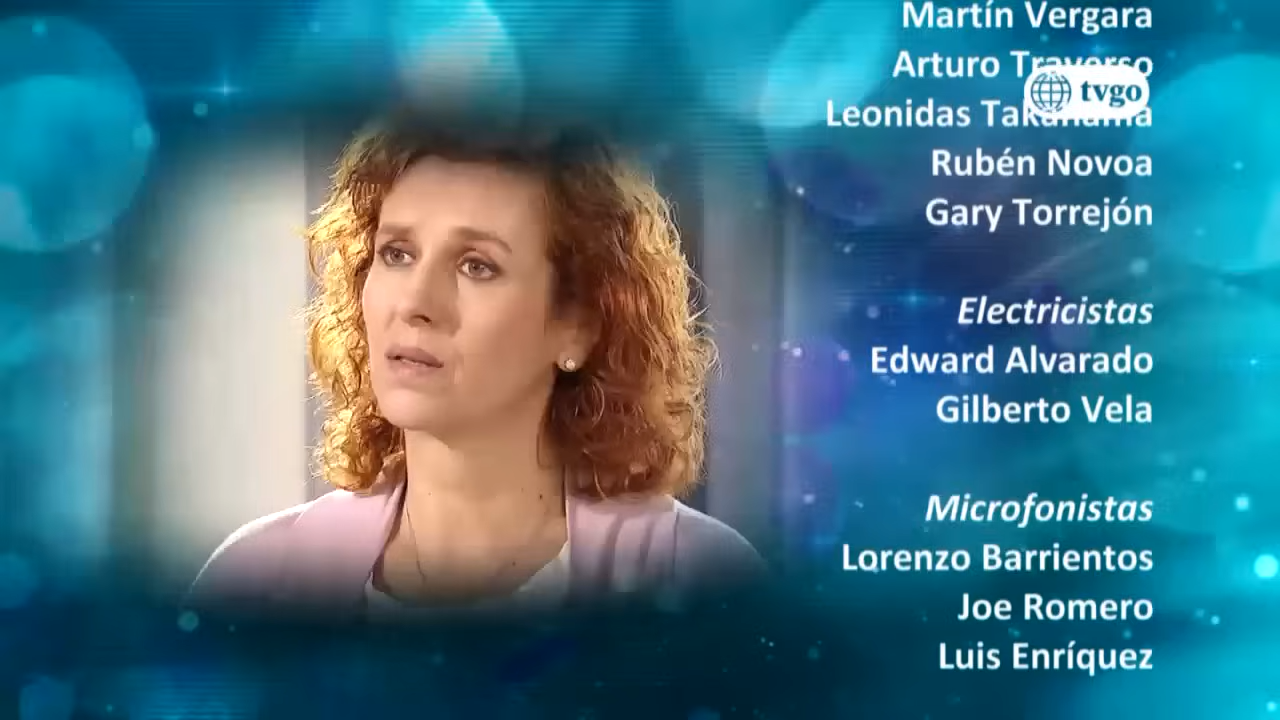 Martín Vergara
Arturo Traverso
tvgo
Leonidas
Rubén Novoa
Gary Torrejón
Electricistas
Edward Alvarado
Gilberto Vela
Microfonistas
Lorenzo Barrientos
Joe Romero
Luis Enríquez